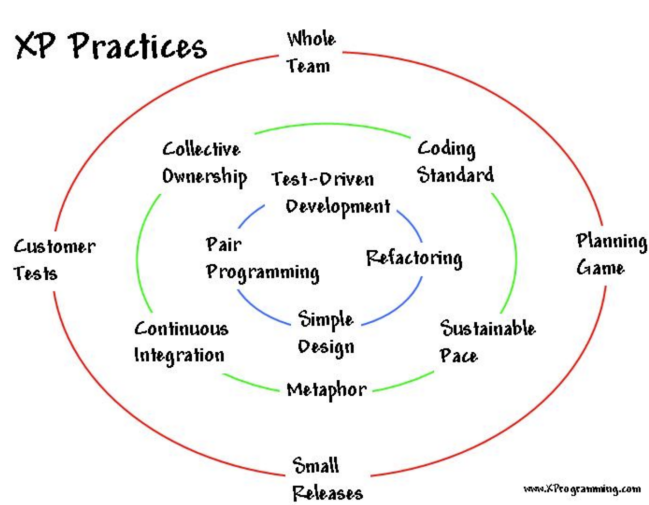 XP Practices
Whole
Team
Collective
Ownership
Coding
Standard
Test-Driven
Development
Customer
Tests
Pair
Programming
Refactoring
Planning
Game
Continuous
Integration
Simple
Design
Sustainable
Pace
Metaphor
Small
Releases
www.XProgramming.com